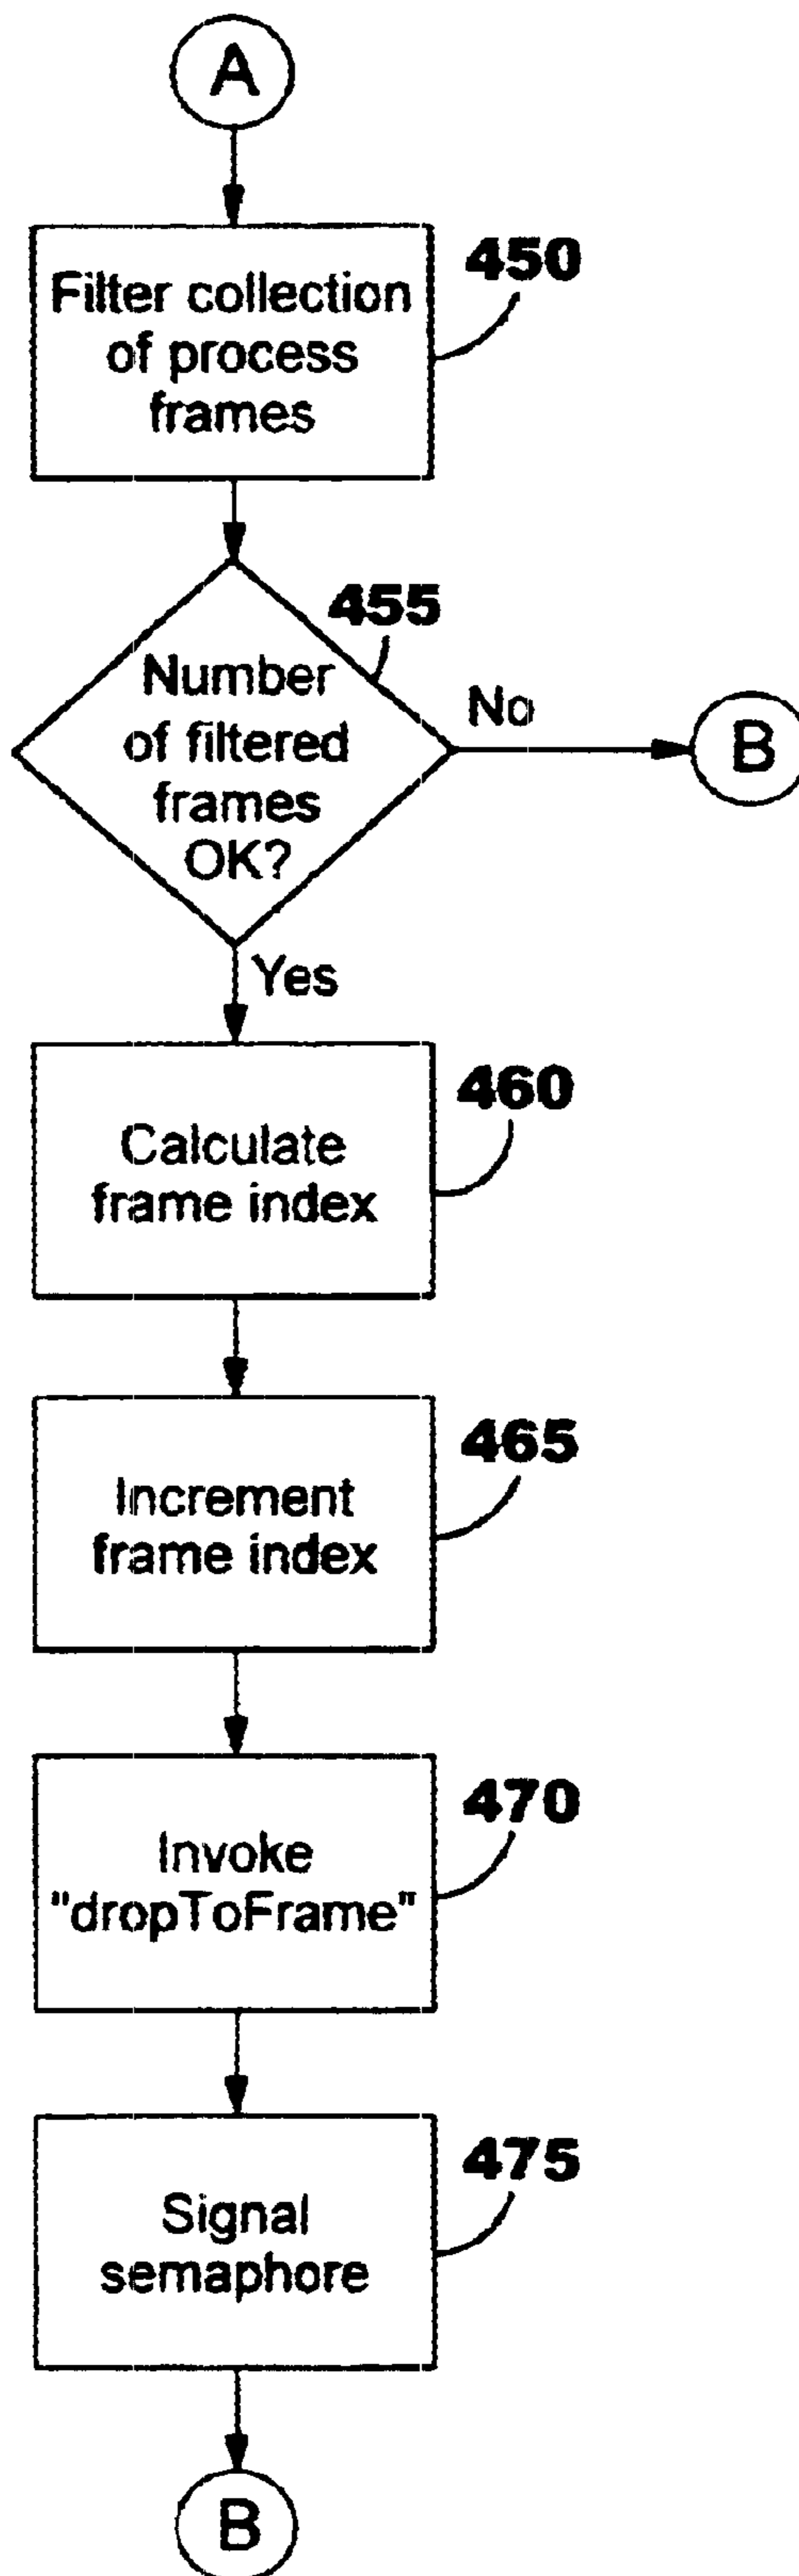 A
450
Filter collection
of process
frames
455
Number
of filtered
frames
OK?
No
B
Yes
460
Calculate
frame index
465
Increment
frame index
470
Invoke
"dropToFrame"
475
Signal
semaphore
B